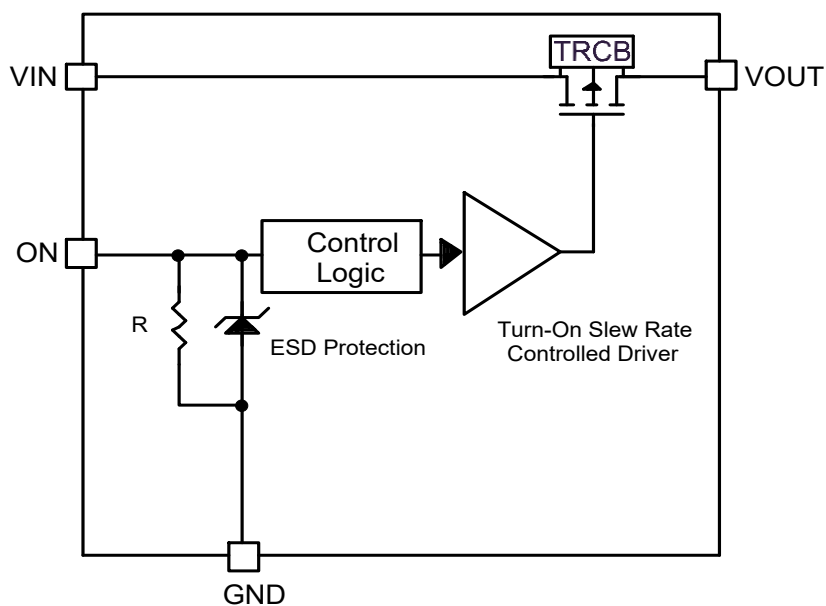 TRCB
VIN
VOUT
ON
Control
Logic
R
ESD Protection
Turn-On Slew Rate
Controlled Driver
GND